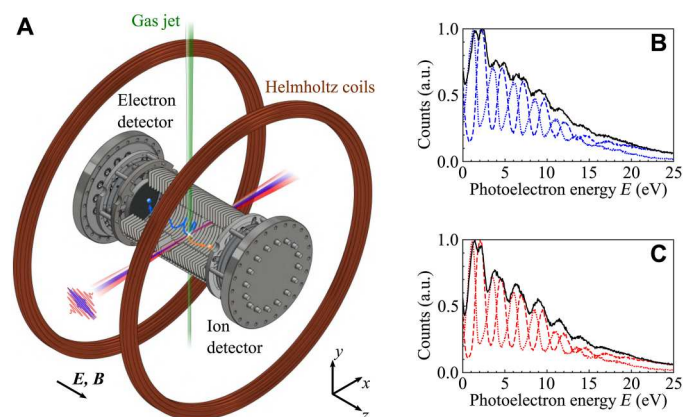 A
Gas jet
Helmholtz coils
Electron
detector
Ion
detector
E, B
y
x
z
B
Counts (a.u.)
1.0
0.5
0.0
0 5 10 15 20 25
Photoelectron energy E (eV)
C
Counts (a.u.)
1.0
0.5
0.0
0 5 10 15 20 25
Photoelectron energy E (eV)